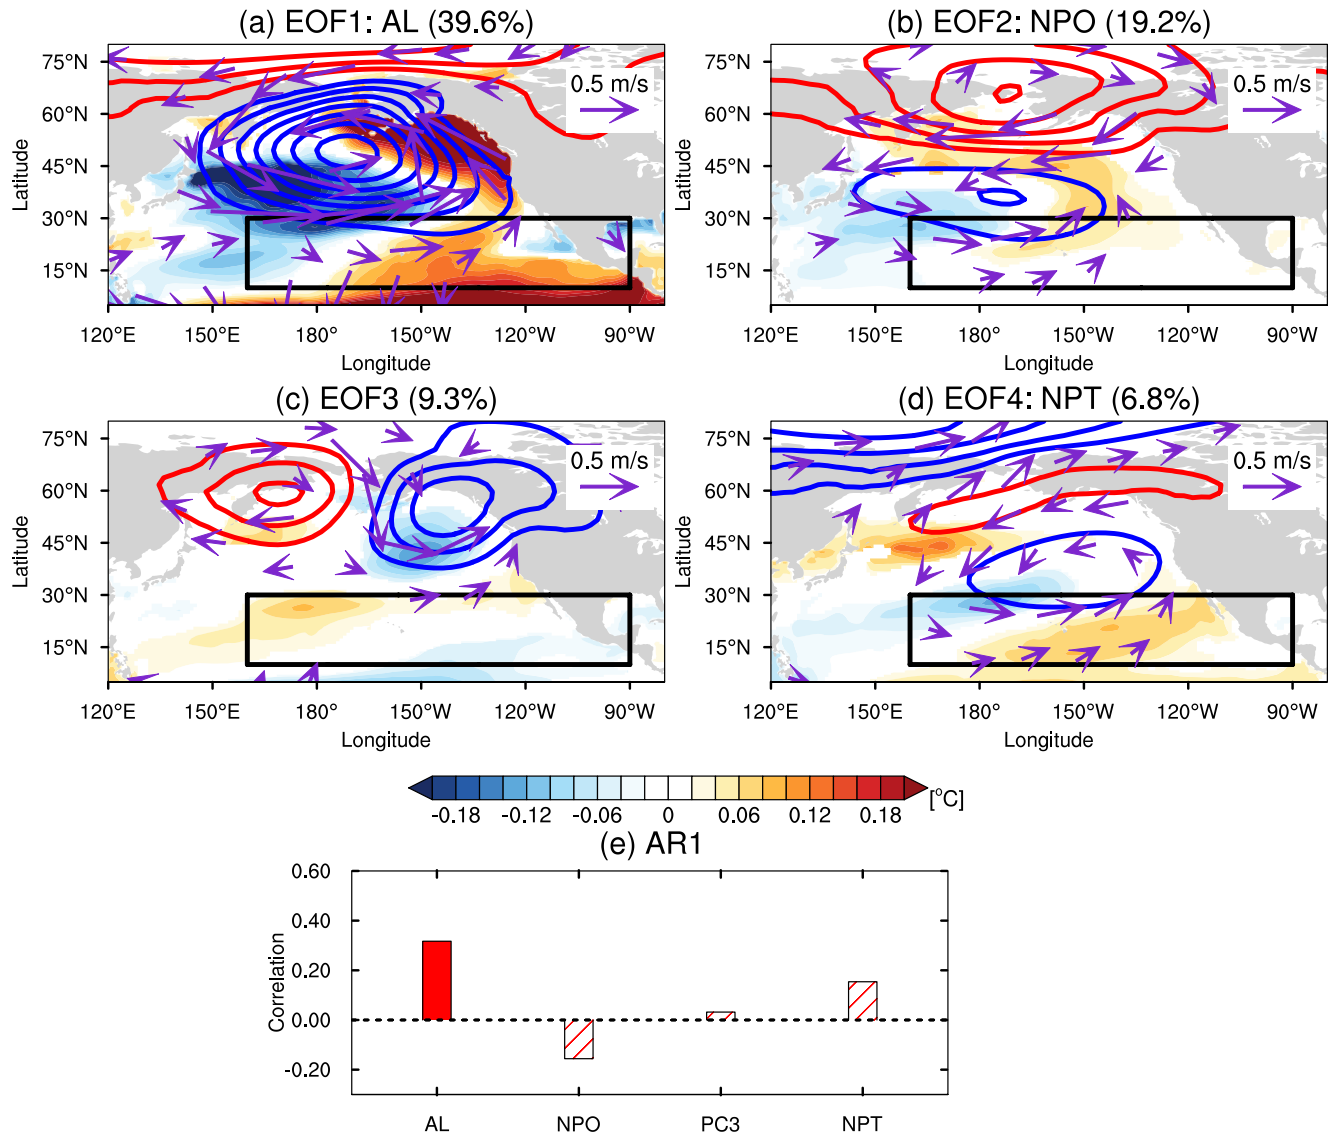 (a) EOF1: AL (39.6%)
(b) EOF2: NPO (19.2%)
75°N
60°N
45°N
30°N
15°N
Latitude
0.5 m/s
120°E 150°E 180° 150°W 120°W 90°W
Longitude
75°N
60°N
45°N
30°N
15°N
Latitude
0.5 m/s
120°E 150°E 180° 150°W 120°W 90°W
Longitude
(c) EOF3 (9.3%)
(d) EOF4: NPT (6.8%)
75°N
60°N
45°N
30°N
15°N
Latitude
0.5 m/s
120°E 150°E 180° 150°W 120°W 90°W
Longitude
75°N
60°N
45°N
30°N
15°N
Latitude
0.5 m/s
120°E 150°E 180° 150°W 120°W 90°W
Longitude
-0.18 -0.12 -0.06 0 0.06 0.12 0.18
[°C]
(e) AR1
0.60
0.40
0.20
0.00
-0.20
Correlation
AL NPO PC3 NPT